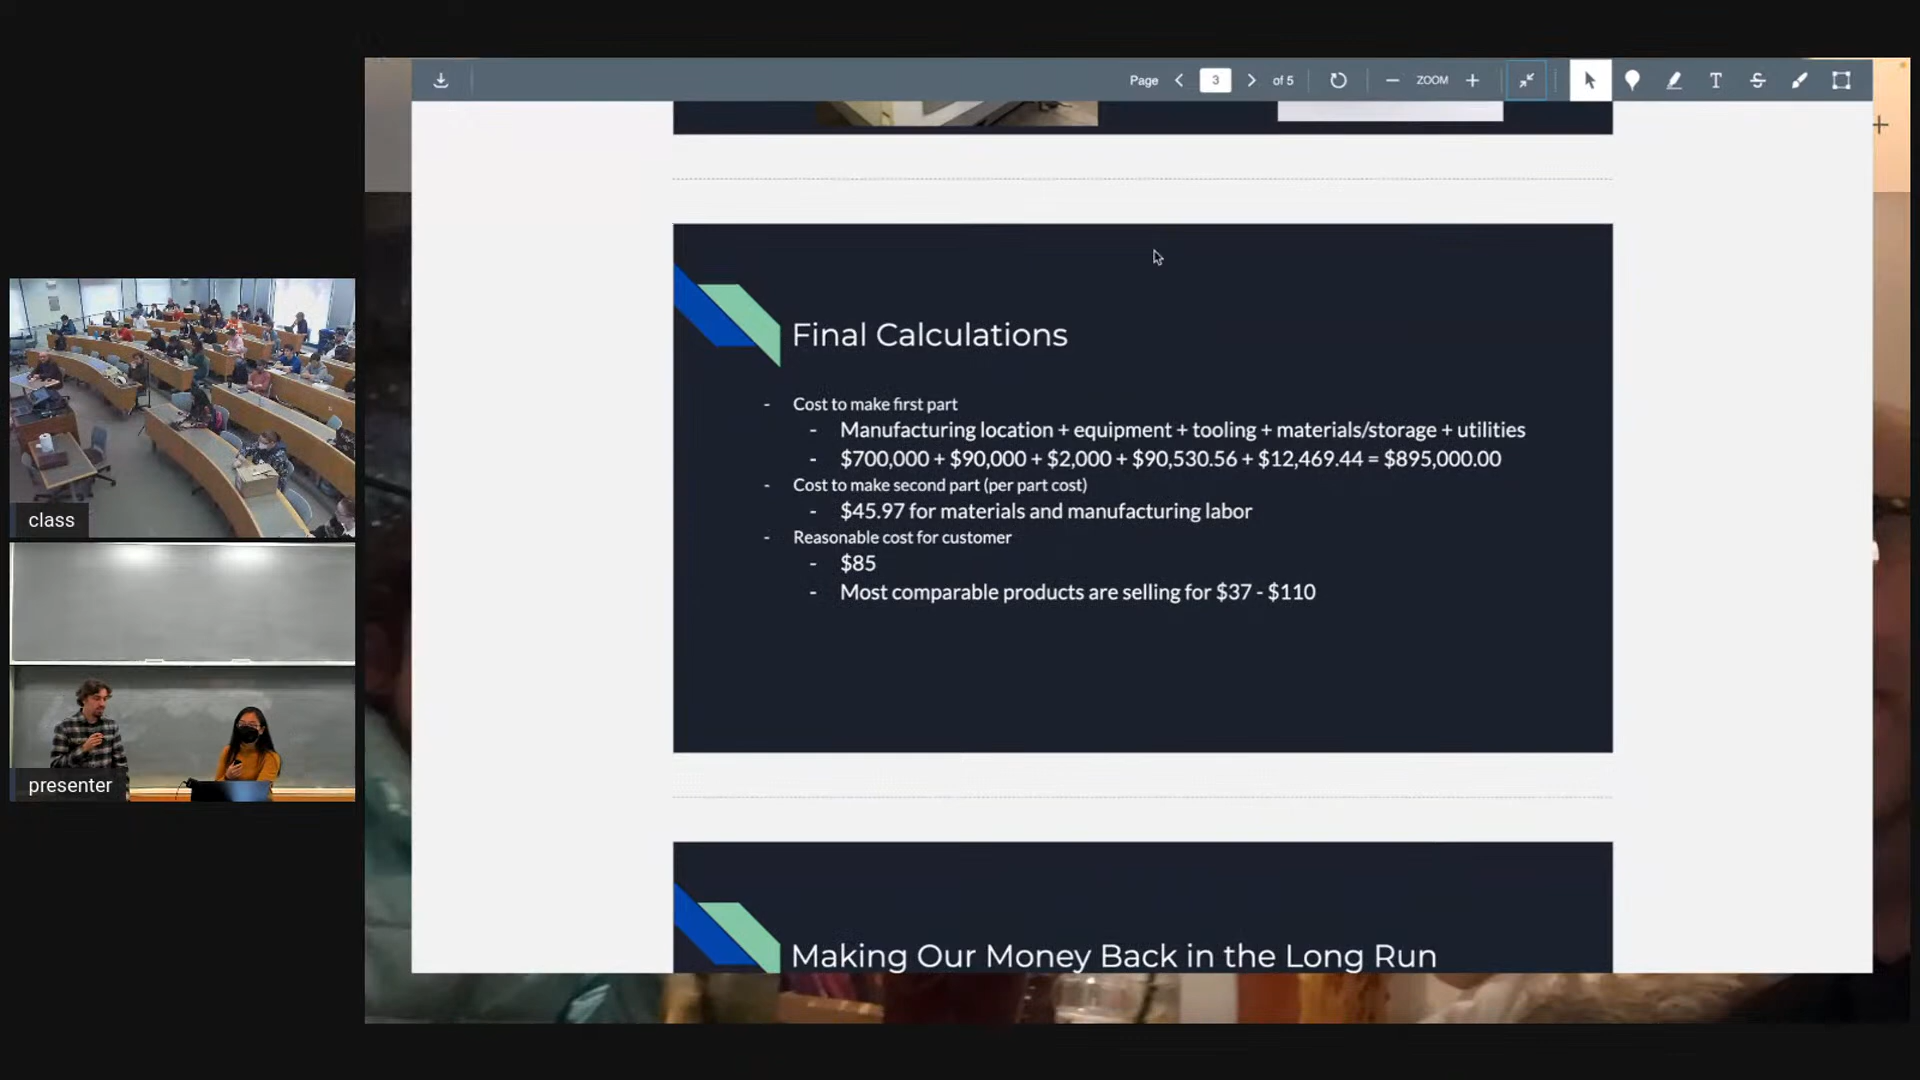 Page 3 of 5 ZOOM T S
Final Calculations
- Cost to make first part
- Manufacturing location + equipment + tooling + materials/storage + utilities
- $700,000 + $90,000 + $2,000 + $90,530.56 + $12,469.44 = $895,000.00
- Cost to make second part (per part cost)
- $45.97 for materials and manufacturing labor
- Reasonable cost for customer
- $85
- Most comparable products are selling for $37 - $110
Making Our Money Back in the Long Run
class
presenter